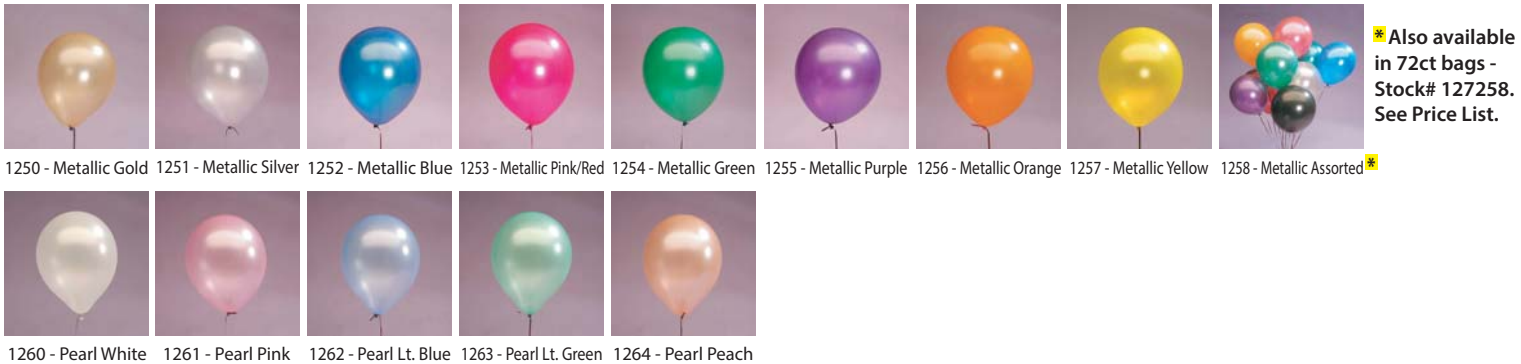 * Also available
in 72ct bags -
Stock# 127258.
See Price List.
1250 - Metallic Gold
1251 - Metallic Silver
1252 - Metallic Blue
1253 - Metallic Pink/Red
1254 - Metallic Green
1255 - Metallic Purple
1256 - Metallic Orange
1257 - Metallic Yellow
1258 - Metallic Assorted *
1260 - Pearl White
1261 - Pearl Pink
1262 - Pearl Lt. Blue
1263 - Pearl Lt. Green
1264 - Pearl Peach